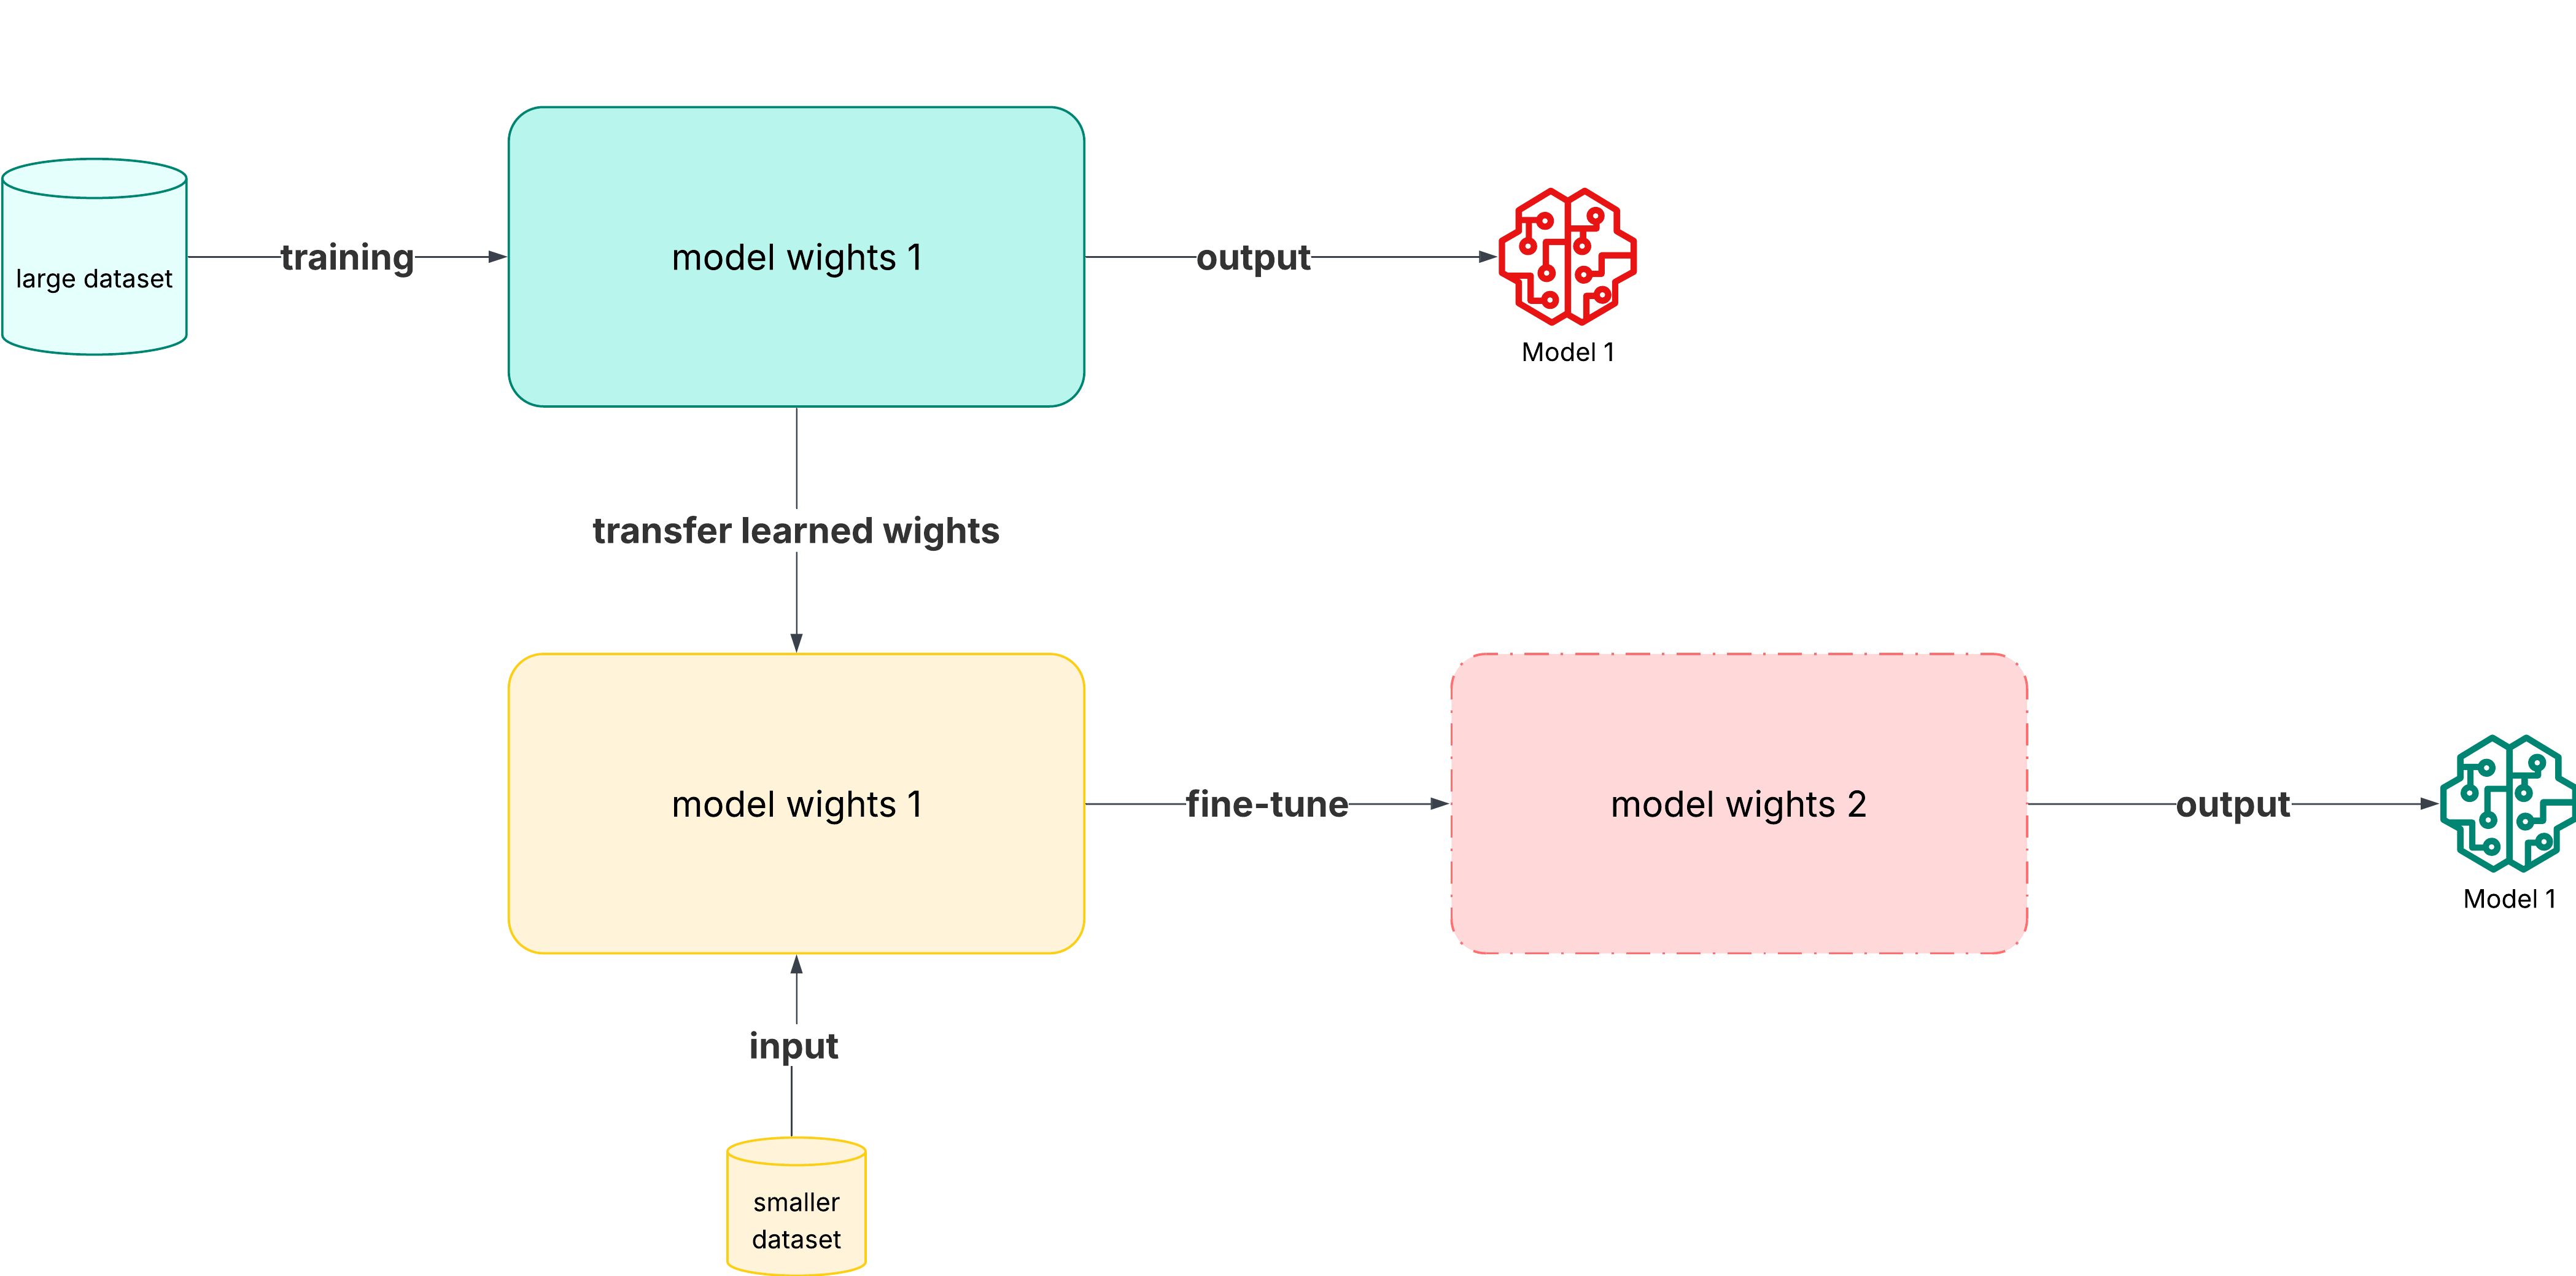 large dataset
training
model wights 1
output
Model 1
transfer learned wights
model wights 1
fine-tune
model wights 2
output
Model 1
input
smaller
dataset